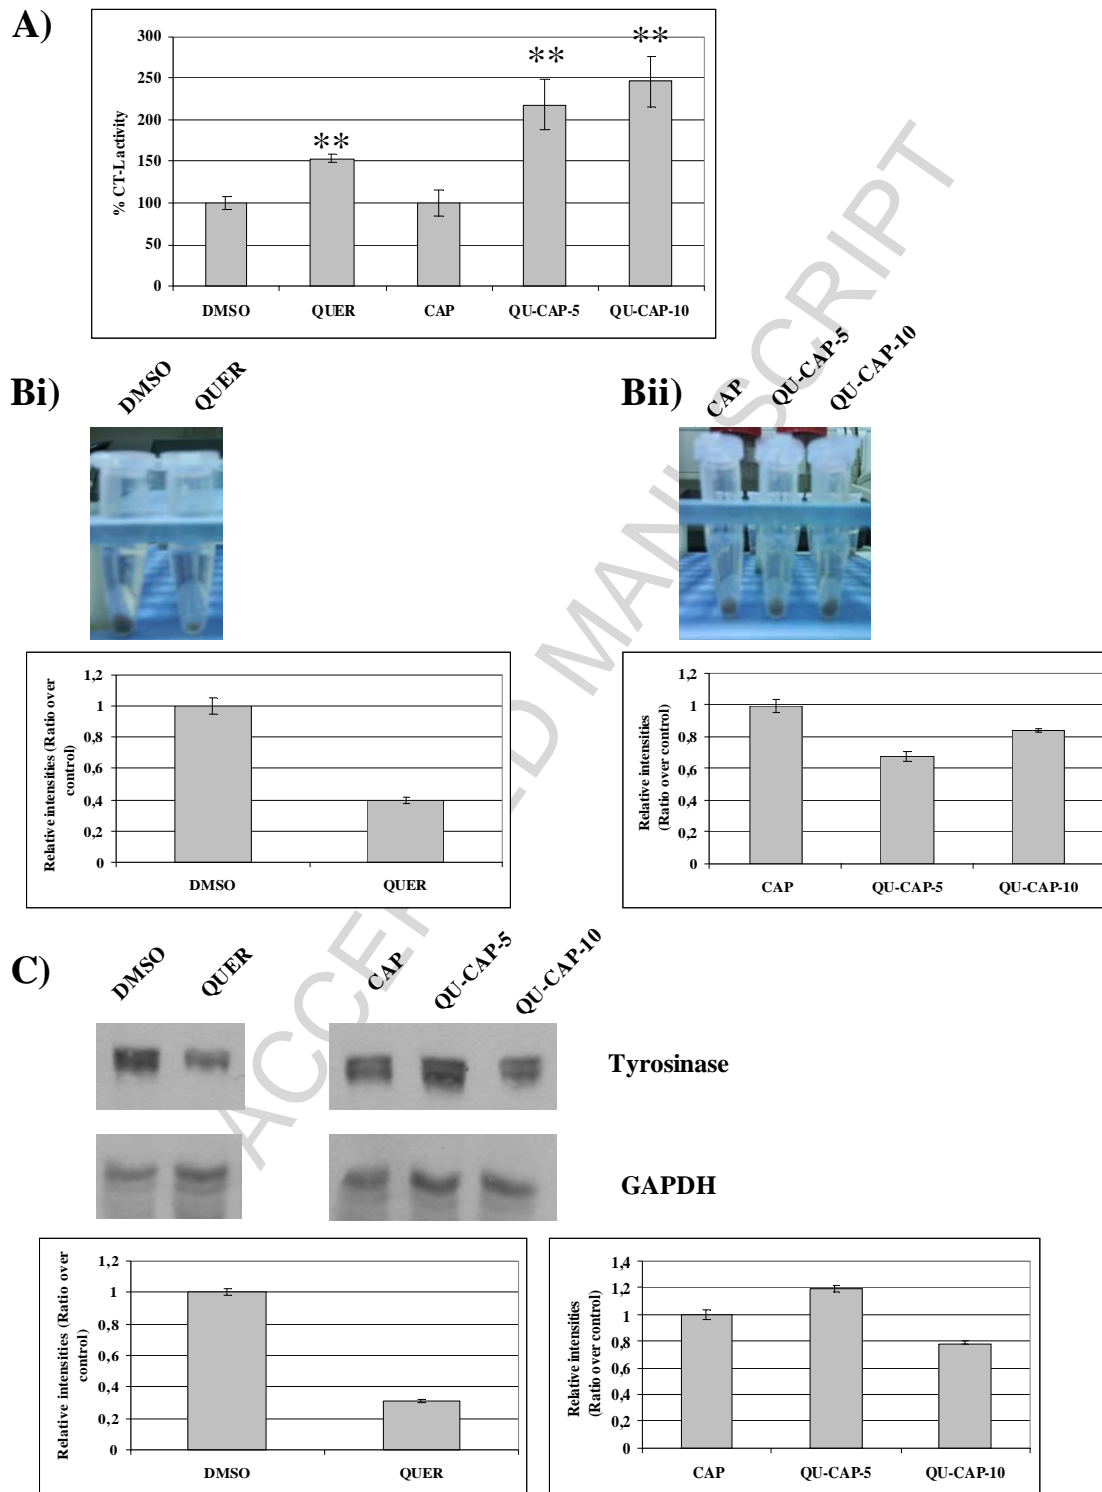 A)
300
250
200
150
100
50
0
% CT-L activity
**
**
**
DMSO QUER CAP QU-CAP-5 QU-CAP-10
Bi)
DMSO
QUER
Bii)
CAP
QU-CAP-5
QU-CAP-10
Relative intensities (Ratio over
control)
1,2
1
0,8
0,6
0,4
0,2
0
DMSO QUER
Relative intensities
(Ratio over control)
1,2
1
0,8
0,6
0,4
0,2
0
CAP QU-CAP-5 QU-CAP-10
C)
DMSO
QUER
CAP
QU-CAP-5
QU-CAP-10
Tyrosinase
GAPDH
Relative intensities (Ratio over
control)
1,2
1
0,8
0,6
0,4
0,2
0
DMSO QUER
Relative intensities
(Ratio over control)
1,4
1,2
1
0,8
0,6
0,4
0,2
0
CAP QU-CAP-5 QU-CAP-10
ACCEPTED MANUSCRIPT